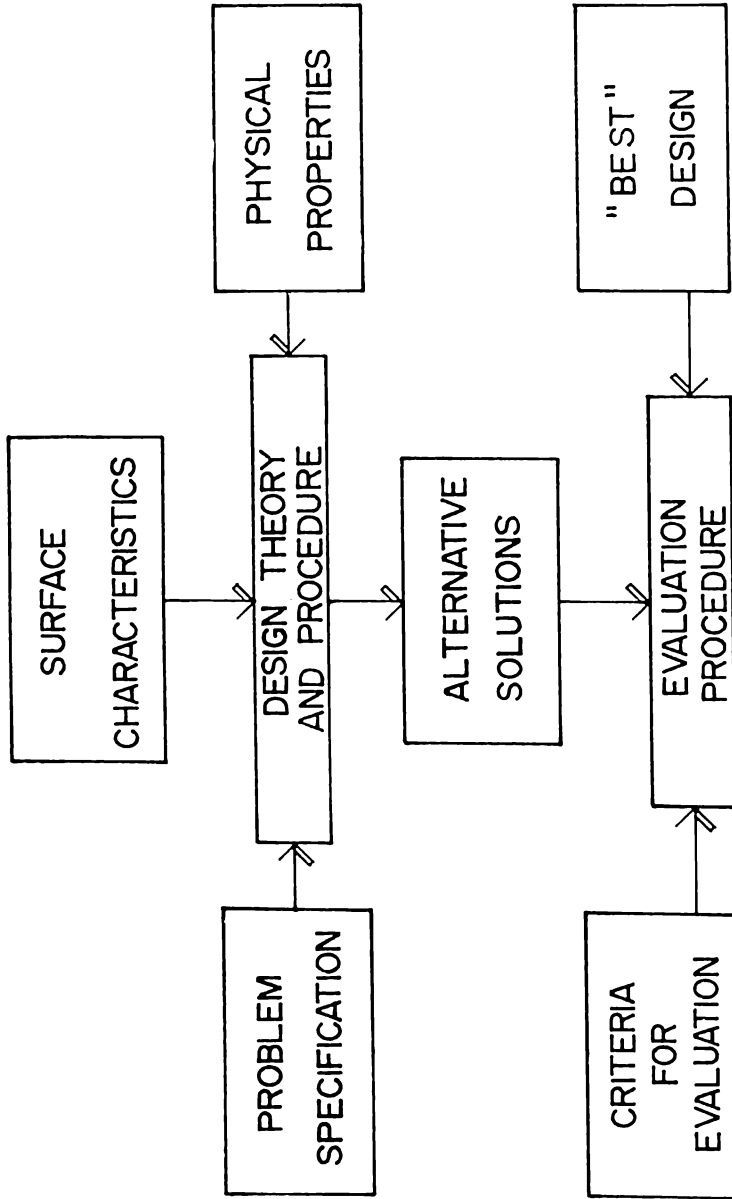 SURFACE
CHARACTERISTICS
PROBLEM
SPECIFICATION
DESIGN THEORY
AND PROCEDURE
PHYSICAL
PROPERTIES
ALTERNATIVE
SOLUTIONS
CRITERIA
FOR
EVALUATION
EVALUATION
PROCEDURE
"BEST"
DESIGN